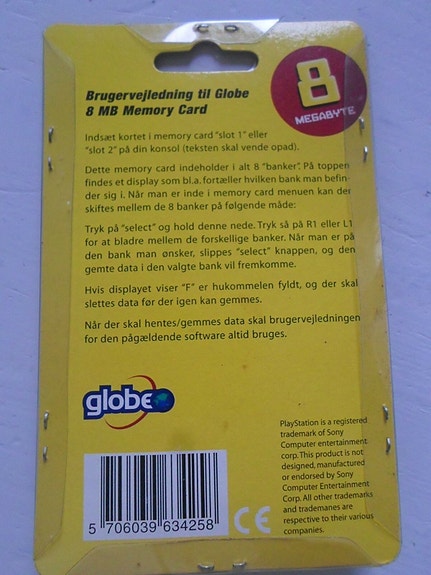 Brugervejledning til Globe
8 MB Memory Card
8
MEGABYTE
Indsæt kortet i memory card "slot 1" eller
"slot 2" på din konsol (teksten skal vende opad).
Dette memory card indeholder i alt 8 "banker". På toppen
findes et display som bl.a. fortæller hvilken bank man befin-
der sig i. Når man er inde i memory card menuen kan der
skiftes mellem de 8 banker på følgende måde:
Tryk på "select" og hold denne nede. Tryk så på R1 eller L1
for at bladre mellem de forskellige banker. Når man er på
den bank man ønsker, slippes "select" knappen, og den
gemte data i den valgte bank vil fremkomme.
Hvis displayet viser "F" er hukommelsen fyldt, og der skal
slettes data før der igen kan gemmes.
Når der skal hentes/gemmes data skal brugervejledningen
for den pågældende software altid bruges.
globe
PlayStation is a registered
trademark of Sony
Computer entertainment
corp. This product is not
designed, manufactured
or endorsed by Sony
Computer Entertainment
Corp. All other trademarks
and trademanes are
respective to their various
companies.
5 706039 634258
CE